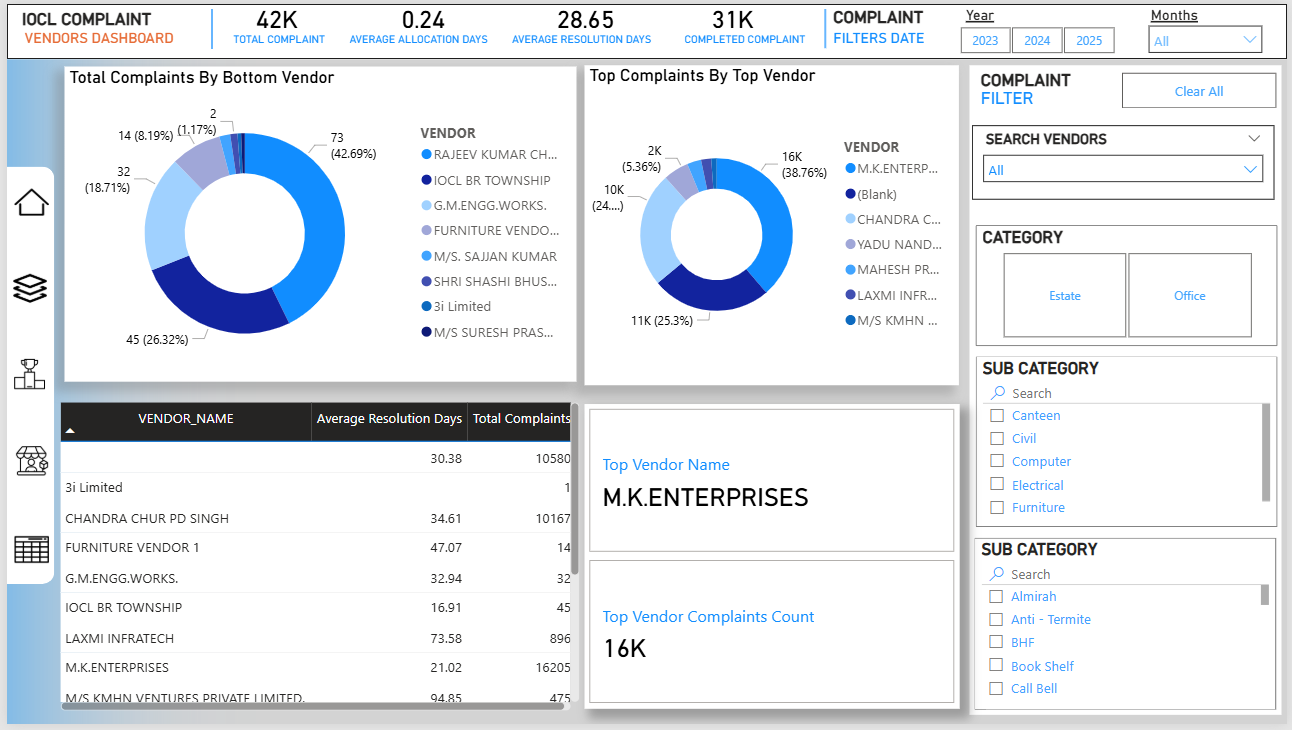 IOCL COMPLAINT
VENDORS DASHBOARD
42K
TOTAL COMPLAINT
0.24
AVERAGE ALLOCATION DAYS
28.65
AVERAGE RESOLUTION DAYS
31K
COMPLETED COMPLAINT
COMPLAINT
FILTERS DATE
Year
2023 2024 2025
Months
All
Total Complaints By Bottom Vendor
2
(1.17%)
14 (8.19%)
32
(18.71%)
73
(42.69%)
45 (26.32%)
VENDOR
RAJEEV KUMAR CH...
IOCL BR TOWNSHIP
G.M.ENGG.WORKS.
FURNITURE VENDO...
M/S. SAJJAN KUMAR
SHRI SHASHI BHUS...
3i Limited
M/S SURESH PRAS...
Top Complaints By Top Vendor
2K
(5.36%)
10K
(24....)
16K
(38.76%)
11K (25.3%)
VENDOR
M.K.ENTERP...
(Blank)
CHANDRA C...
YADU NAND...
MAHESH PR...
LAXMI INFR...
M/S KMHN ...
COMPLAINT
FILTER
Clear All
SEARCH VENDORS
All
CATEGORY
Estate Office
SUB CATEGORY
Search
Canteen
Civil
Computer
Electrical
Furniture
SUB CATEGORY
Search
Almirah
Anti - Termite
BHF
Book Shelf
Call Bell
VENDOR_NAME Average Resolution Days Total Complaints
30.38 10580
3i Limited 1
CHANDRA CHUR PD SINGH 34.61 10167
FURNITURE VENDOR 1 47.07 14
G.M.ENGG.WORKS. 32.94 32
IOCL BR TOWNSHIP 16.91 45
LAXMI INFRATECH 73.58 896
M.K.ENTERPRISES 21.02 16205
M/S KMHN VENTURES PRIVATE LIMITED. 94.85 475
Top Vendor Name
M.K.ENTERPRISES
Top Vendor Complaints Count
16K